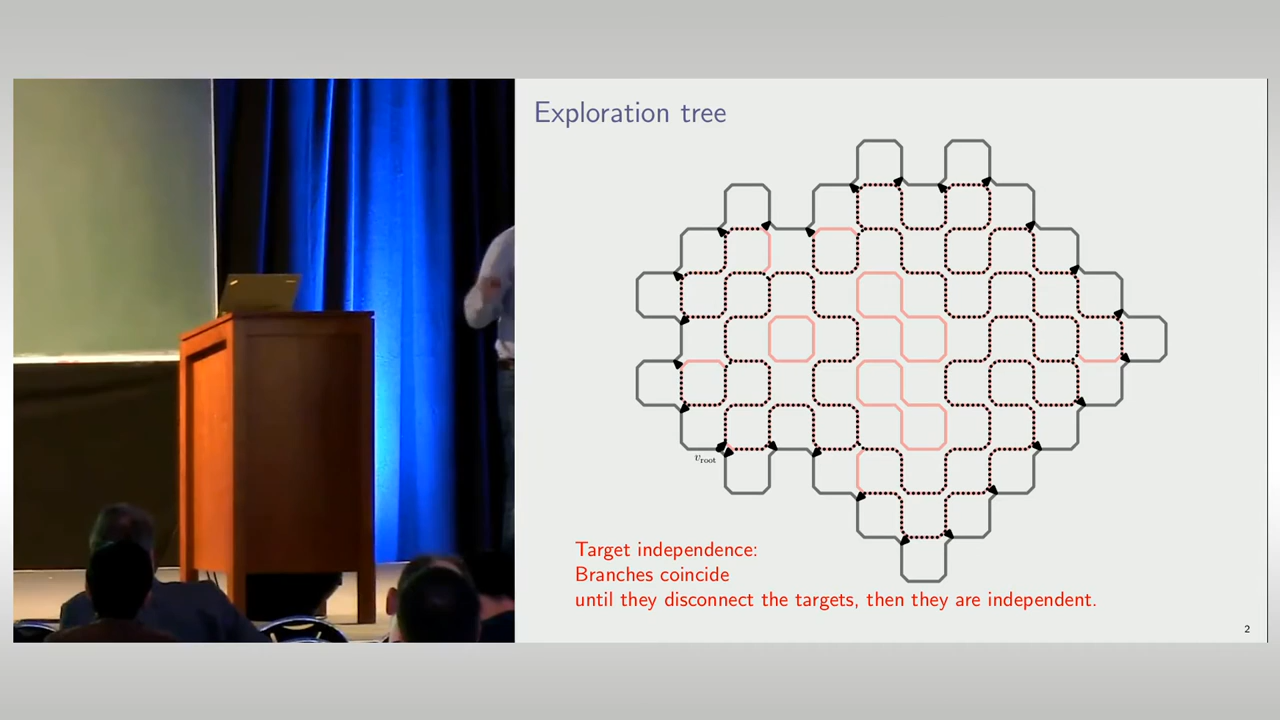 Exploration tree
v_root
Target independence:
Branches coincide
until they disconnect the targets, then they are independent.
2